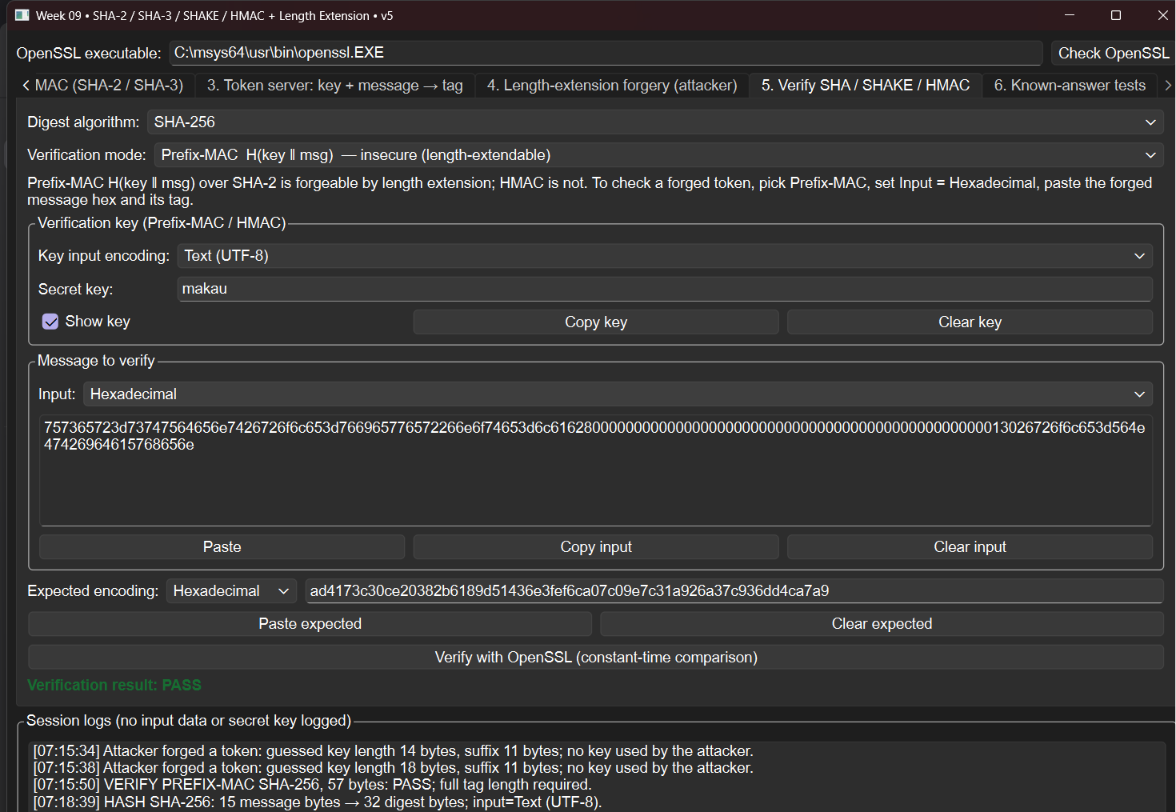 Week 09 • SHA-2 / SHA-3 / SHAKE / HMAC + Length Extension • v5
OpenSSL executable: C:\msys64\usr\bin\openssl.EXE Check OpenSSL
MAC (SHA-2 / SHA-3) 3. Token server: key + message → tag 4. Length-extension forgery (attacker) 5. Verify SHA / SHAKE / HMAC 6. Known-answer tests
Digest algorithm: SHA-256
Verification mode: Prefix-MAC H(key ‖ msg) — insecure (length-extendable)
Prefix-MAC H(key ‖ msg) over SHA-2 is forgeable by length extension; HMAC is not. To check a forged token, pick Prefix-MAC, set Input = Hexadecimal, paste the forged
message hex and its tag.
Verification key (Prefix-MAC / HMAC)
Key input encoding: Text (UTF-8)
Secret key: makau
Show key Copy key Clear key
Message to verify
Input: Hexadecimal
47426964615768656e
Paste Copy input Clear input
Expected encoding: Hexadecimal ad4173c30ce20382b6189d51436e3fef6ca07c09e7c31a926a37c936dd4ca7a9
Paste expected Clear expected
Verify with OpenSSL (constant-time comparison)
Verification result: PASS
Session logs (no input data or secret key logged)
[07:15:34] Attacker forged a token: guessed key length 14 bytes, suffix 11 bytes; no key used by the attacker.
[07:15:38] Attacker forged a token: guessed key length 18 bytes, suffix 11 bytes; no key used by the attacker.
[07:15:50] VERIFY PREFIX-MAC SHA-256, 57 bytes: PASS; full tag length required.
[07:18:39] HASH SHA-256: 15 message bytes → 32 digest bytes; input=Text (UTF-8).